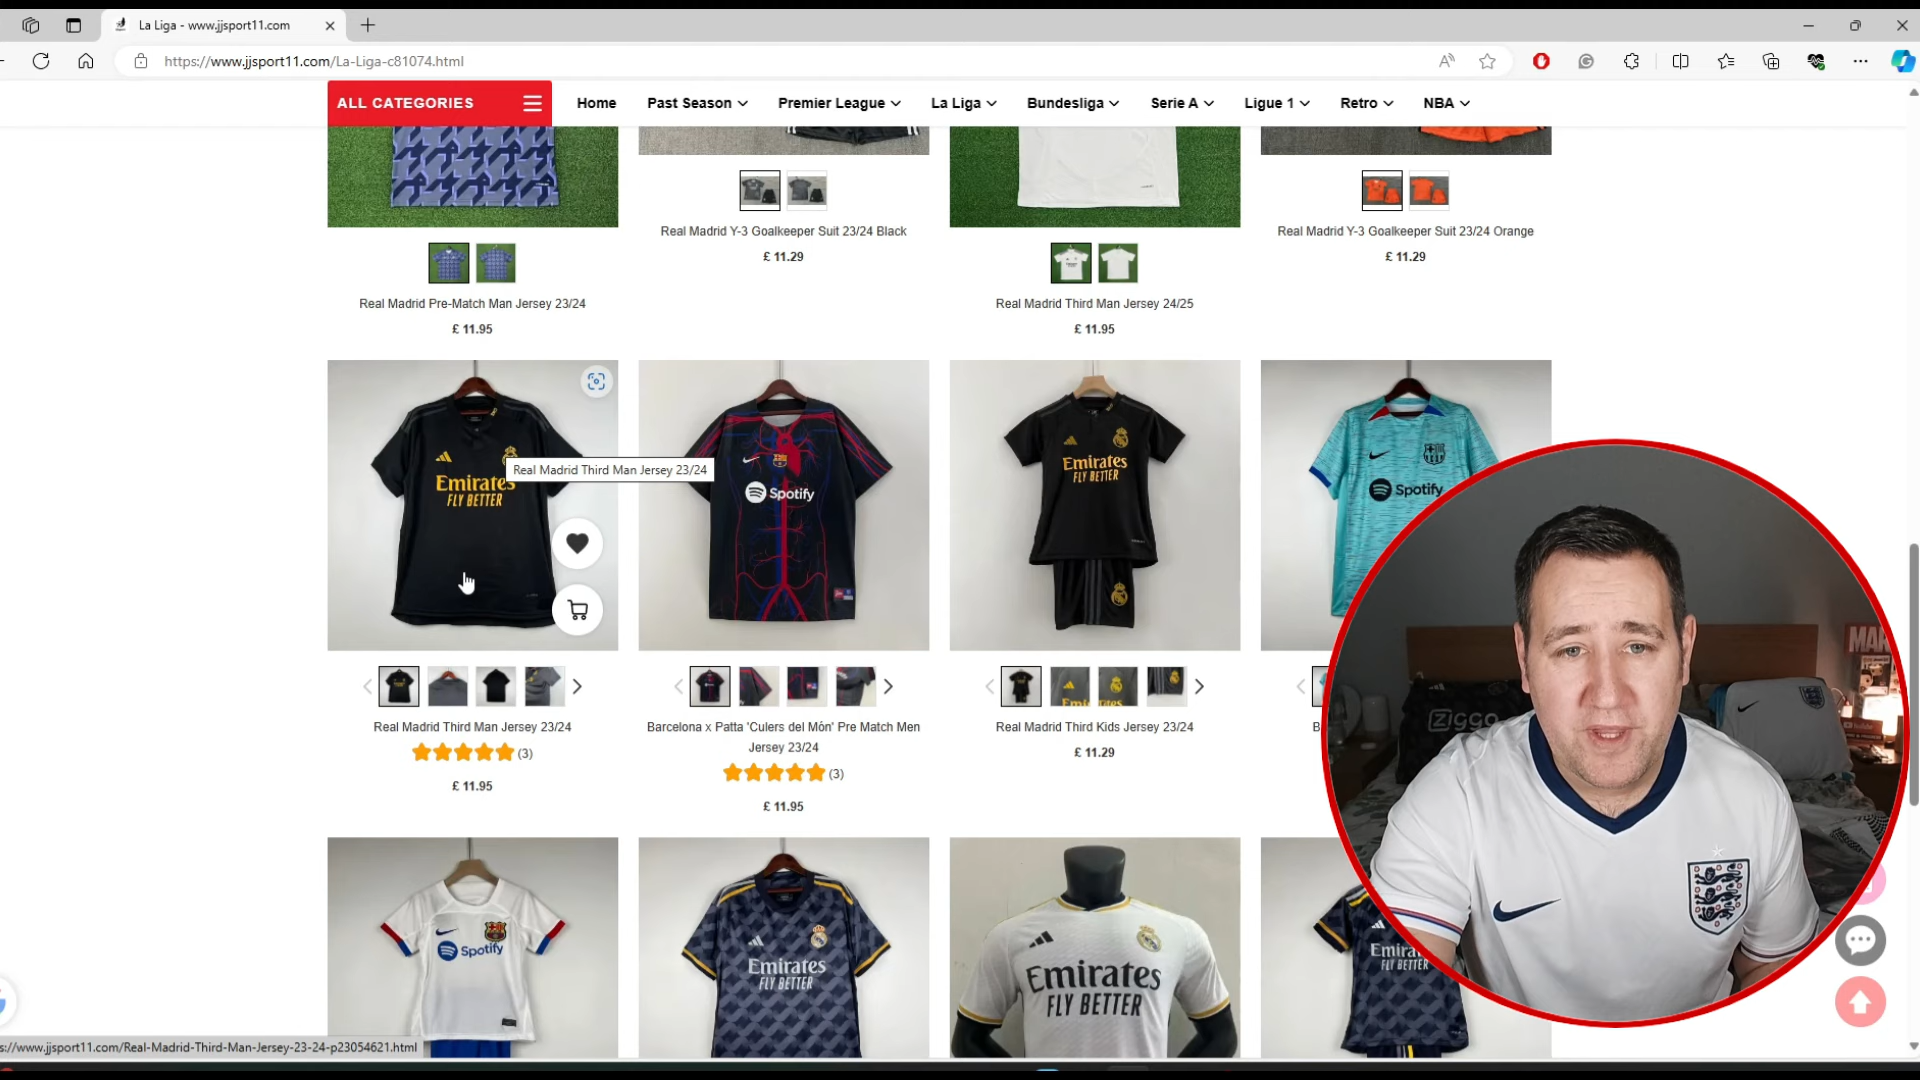 La Liga - www.jjsport11.com
https://www.jjsport11.com/La-Liga-c81074.html
ALL CATEGORIES
Home
Past Season
Premier League
La Liga
Bundesliga
Serie A
Ligue 1
Retro
NBA
Real Madrid Pre-Match Man Jersey 23/24
£ 11.95
Real Madrid Y-3 Goalkeeper Suit 23/24 Black
£ 11.29
Real Madrid Third Man Jersey 24/25
£ 11.95
Real Madrid Y-3 Goalkeeper Suit 23/24 Orange
£ 11.29
Emirates
FLY BETTER
Real Madrid Third Man Jersey 23/24
Spotify
Emirates
FLY BETTER
Spotify
Real Madrid Third Man Jersey 23/24
(3)
£ 11.95
Barcelona x Patta 'Culers del Món' Pre Match Men
Jersey 23/24
(3)
£ 11.95
Real Madrid Third Kids Jersey 23/24
£ 11.29
Spotify
Emirates
FLY BETTER
Emirates
FLY BETTER
FLY BETTER
ziggo
MAR
s://www.jjsport11.com/Real-Madrid-Third-Man-Jersey-23-24-p23054621.html